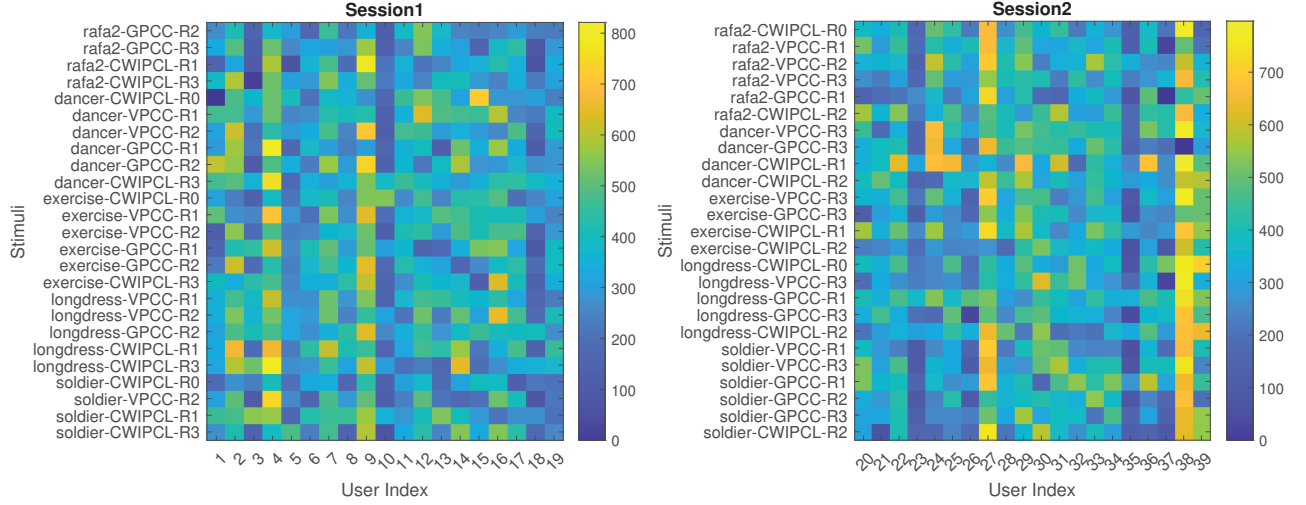 Session1
rafa2-GPCC-R2
rafa2-GPCC-R3
rafa2-CWIPCL-R1
rafa2-CWIPCL-R3
dancer-CWIPCL-R0
dancer-VPCC-R1
dancer-VPCC-R2
dancer-GPCC-R1
dancer-GPCC-R2
dancer-CWIPCL-R3
exercise-CWIPCL-R0
exercise-VPCC-R1
exercise-VPCC-R2
exercise-GPCC-R1
exercise-GPCC-R2
exercise-CWIPCL-R3
longdress-VPCC-R1
longdress-VPCC-R2
longdress-GPCC-R2
longdress-CWIPCL-R1
longdress-CWIPCL-R3
soldier-CWIPCL-R0
soldier-VPCC-R2
soldier-CWIPCL-R1
soldier-CWIPCL-R3
Stimuli
1 2 3 4 5 6 7 8 9 10 11 12 13 14 15 16 17 18 19
User Index
800
700
600
500
400
300
200
100
0
Session2
rafa2-CWIPCL-R0
rafa2-VPCC-R1
rafa2-VPCC-R2
rafa2-VPCC-R3
rafa2-GPCC-R1
rafa2-CWIPCL-R2
dancer-VPCC-R3
dancer-GPCC-R3
dancer-CWIPCL-R1
dancer-CWIPCL-R2
exercise-VPCC-R3
exercise-GPCC-R3
exercise-CWIPCL-R1
exercise-CWIPCL-R2
longdress-CWIPCL-R0
longdress-VPCC-R3
longdress-GPCC-R1
longdress-GPCC-R3
longdress-CWIPCL-R2
soldier-VPCC-R1
soldier-VPCC-R3
soldier-GPCC-R1
soldier-GPCC-R2
soldier-GPCC-R3
soldier-CWIPCL-R2
Stimuli
20 21 22 23 24 25 26 27 28 29 30 31 32 33 34 35 36 37 38 39
User Index
700
600
500
400
300
200
100
0